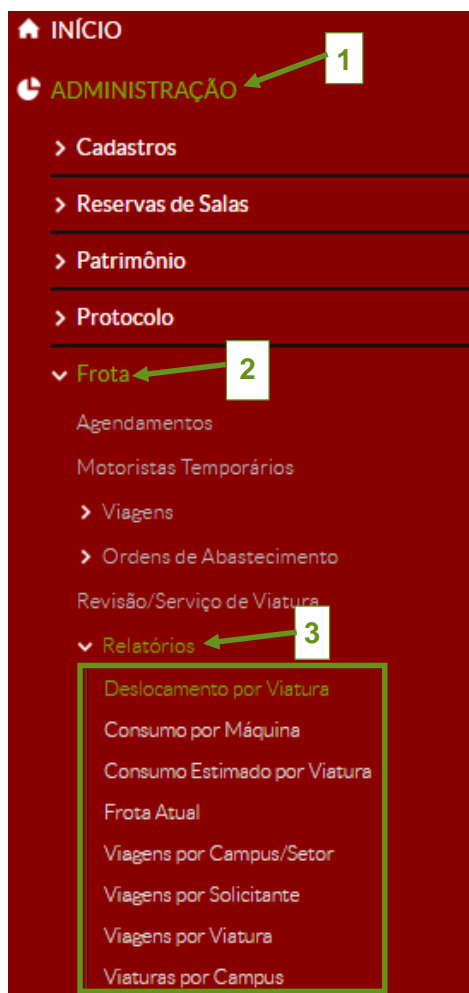 INÍCIO
1
ADMINISTRAÇÃO
Cadastros
Reservas de Salas
Patrimônio
Protocolo
Frota
2
Agendamentos
Motoristas Temporários
Viagens
Ordens de Abastecimento
Revisão/Serviço de Viatura
Relatórios
3
Deslocamento por Viatura
Consumo por Máquina
Consumo Estimado por Viatura
Frota Atual
Viagens por Campus/Setor
Viagens por Solicitante
Viagens por Viatura
Viaturas por Campus